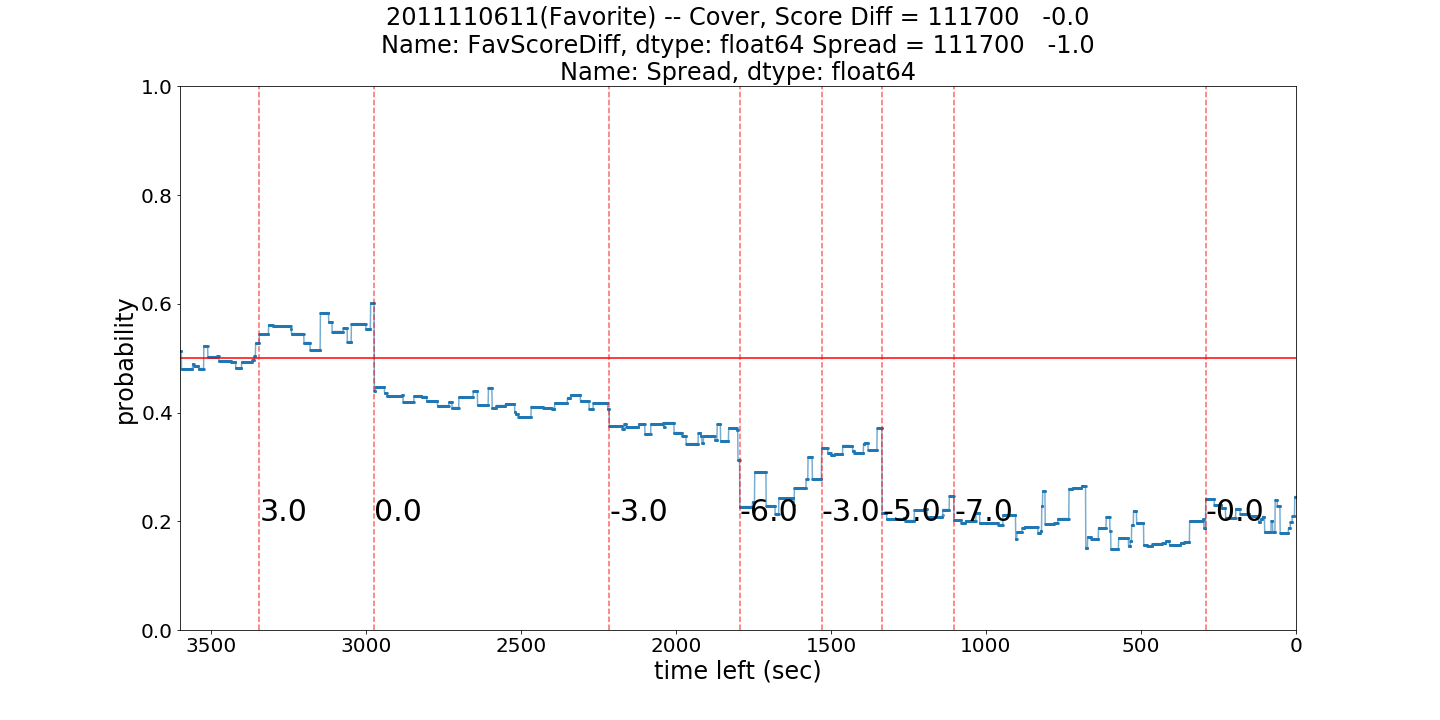 2011110611(Favorite) -- Cover, Score Diff = 111700   -0.0
Name: FavScoreDiff, dtype: float64 Spread = 111700   -1.0
Name: Spread, dtype: float64
1.0
0.8
0.6
0.4
0.2
0.0
probability
3.0
0.0
-3.0
-6.0
-3.0
-5.0
-7.0
-0.0
3500 3000 2500 2000 1500 1000 500 0
time left (sec)